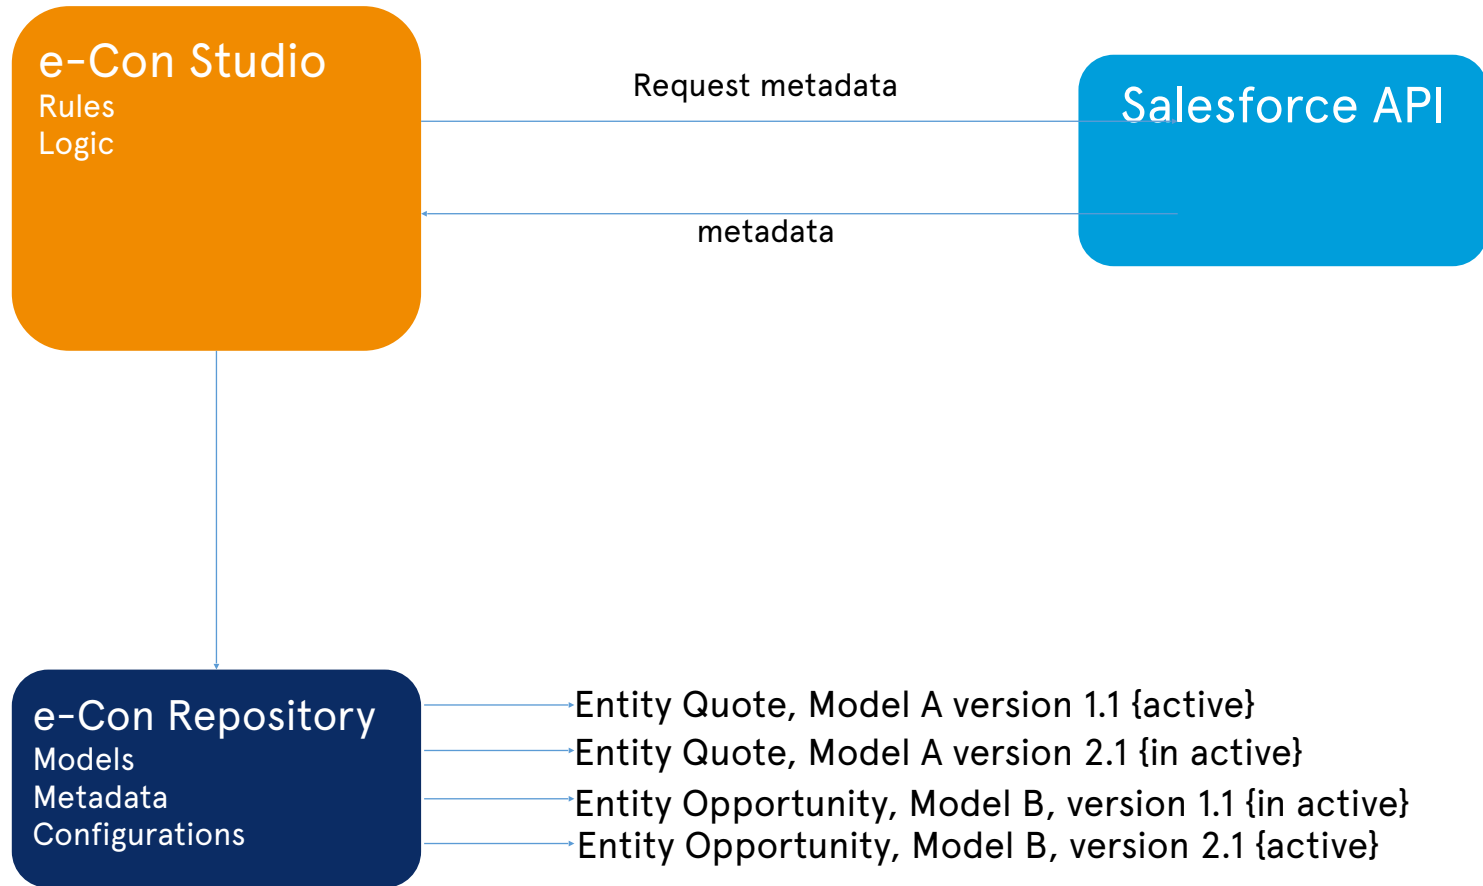 e-Con Studio
Rules
Logic
Request metadata
Salesforce API
metadata
e-Con Repository
Models
Metadata
Configurations
Entity Quote, Model A version 1.1 {active}
Entity Quote, Model A version 2.1 {in active}
Entity Opportunity, Model B, version 1.1 {in active}
Entity Opportunity, Model B, version 2.1 {active}